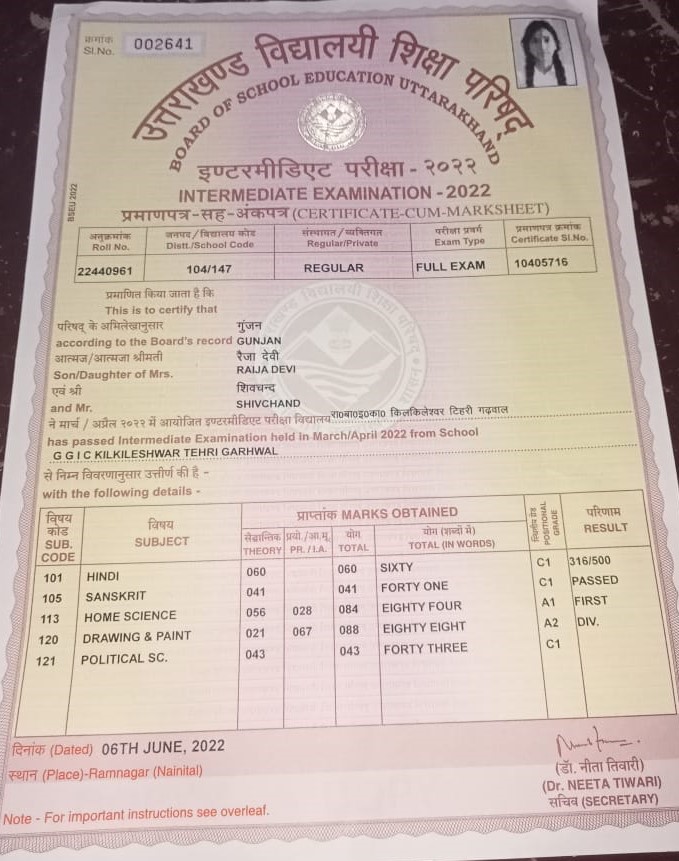 क्रमांक
Sl.No. 002641
उत्तराखण्ड विद्यालयी शिक्षा परिषद्
BOARD OF SCHOOL EDUCATION UTTARAKHAND
इण्टरमीडिएट परीक्षा - २०२२
INTERMEDIATE EXAMINATION - 2022
प्रमाणपत्र-सह-अंकपत्र (CERTIFICATE-CUM-MARKSHEET)
BSEU 2022
अनुक्रमांक जनपद/विद्यालय कोड संस्थागत/व्यक्तिगत परीक्षा प्रवर्ग प्रमाणपत्र क्रमांक
Roll No. Distt./School Code Regular/Private Exam Type Certificate Sl.No.
22440961 104/147 REGULAR FULL EXAM 10405716
प्रमाणित किया जाता है कि
This is to certify that
परिषद् के अभिलेखानुसार गुंजन
according to the Board's record GUNJAN
आत्मज/आत्मजा श्रीमती रैजा देवी
Son/Daughter of Mrs. RAIJA DEVI
एवं श्री शिवचन्द
and Mr. SHIVCHAND
ने मार्च / अप्रैल २०२२ में आयोजित इण्टरमीडिएट परीक्षा विद्यालय रा०बा०इ०का० किलकिलेश्वर टिहरी गढ़वाल
has passed Intermediate Examination held in March/April 2022 from School
G G I C KILKILESHWAR TEHRI GARHWAL
से निम्न विवरणानुसार उत्तीर्ण की है -
with the following details -
विषय कोड SUB. CODE विषय SUBJECT प्राप्तांक MARKS OBTAINED POSITIONAL GRADE परिणाम RESULT
सैद्धान्तिक प्रयो./आ.मू. योग योग (शब्दों में)
THEORY PR. / I.A. TOTAL TOTAL (IN WORDS)
101 HINDI 060 060 SIXTY C1 316/500
105 SANSKRIT 041 041 FORTY ONE C1 PASSED
113 HOME SCIENCE 056 028 084 EIGHTY FOUR A1 FIRST
120 DRAWING & PAINT 021 067 088 EIGHTY EIGHT A2 DIV.
121 POLITICAL SC. 043 043 FORTY THREE C1
दिनांक (Dated) 06TH JUNE, 2022
स्थान (Place)-Ramnagar (Nainital)
(डॉ. नीता तिवारी)
(Dr. NEETA TIWARI)
सचिव (SECRETARY)
Note - For important instructions see overleaf.